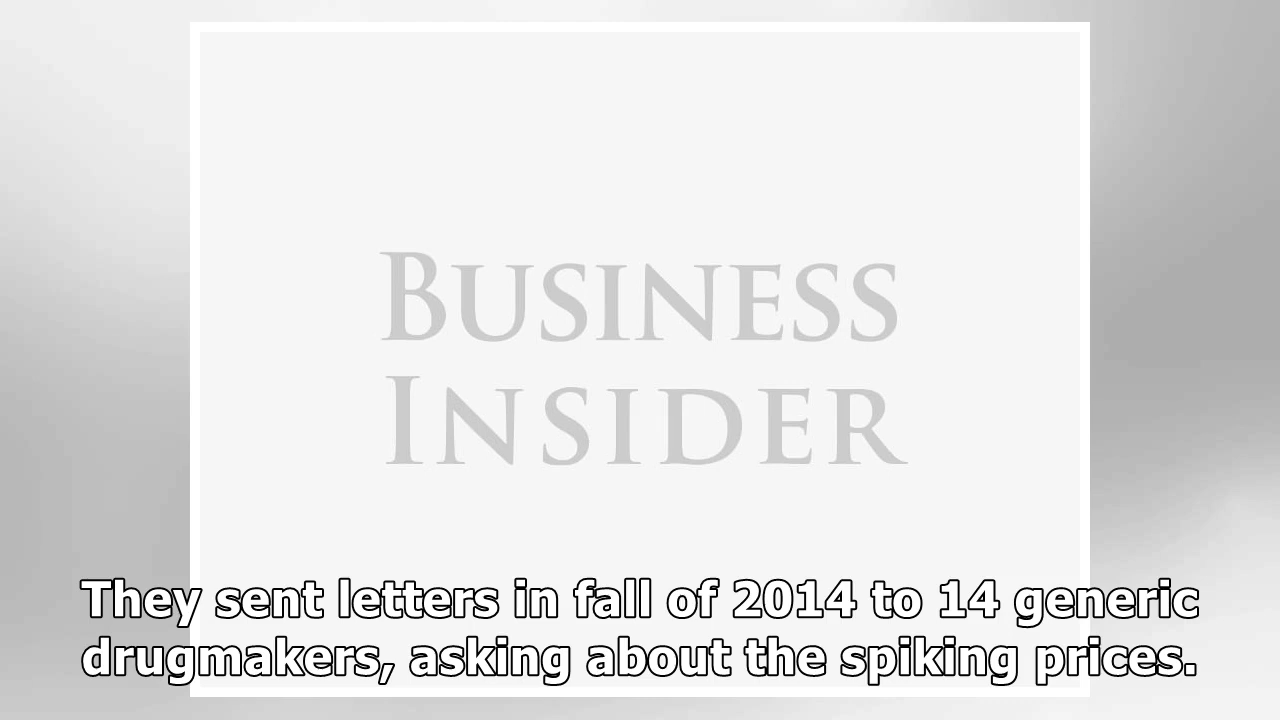 BUSINESS
INSIDER
They sent letters in fall of 2014 to 14 generic
drugmakers, asking about the spiking prices.